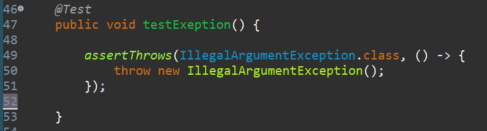 46 @Test
47 public void testExeption() {
48
49 assertThrows(IllegalArgumentException.class, () -> {
50 throw new IllegalArgumentException();
51 });
52
53 }